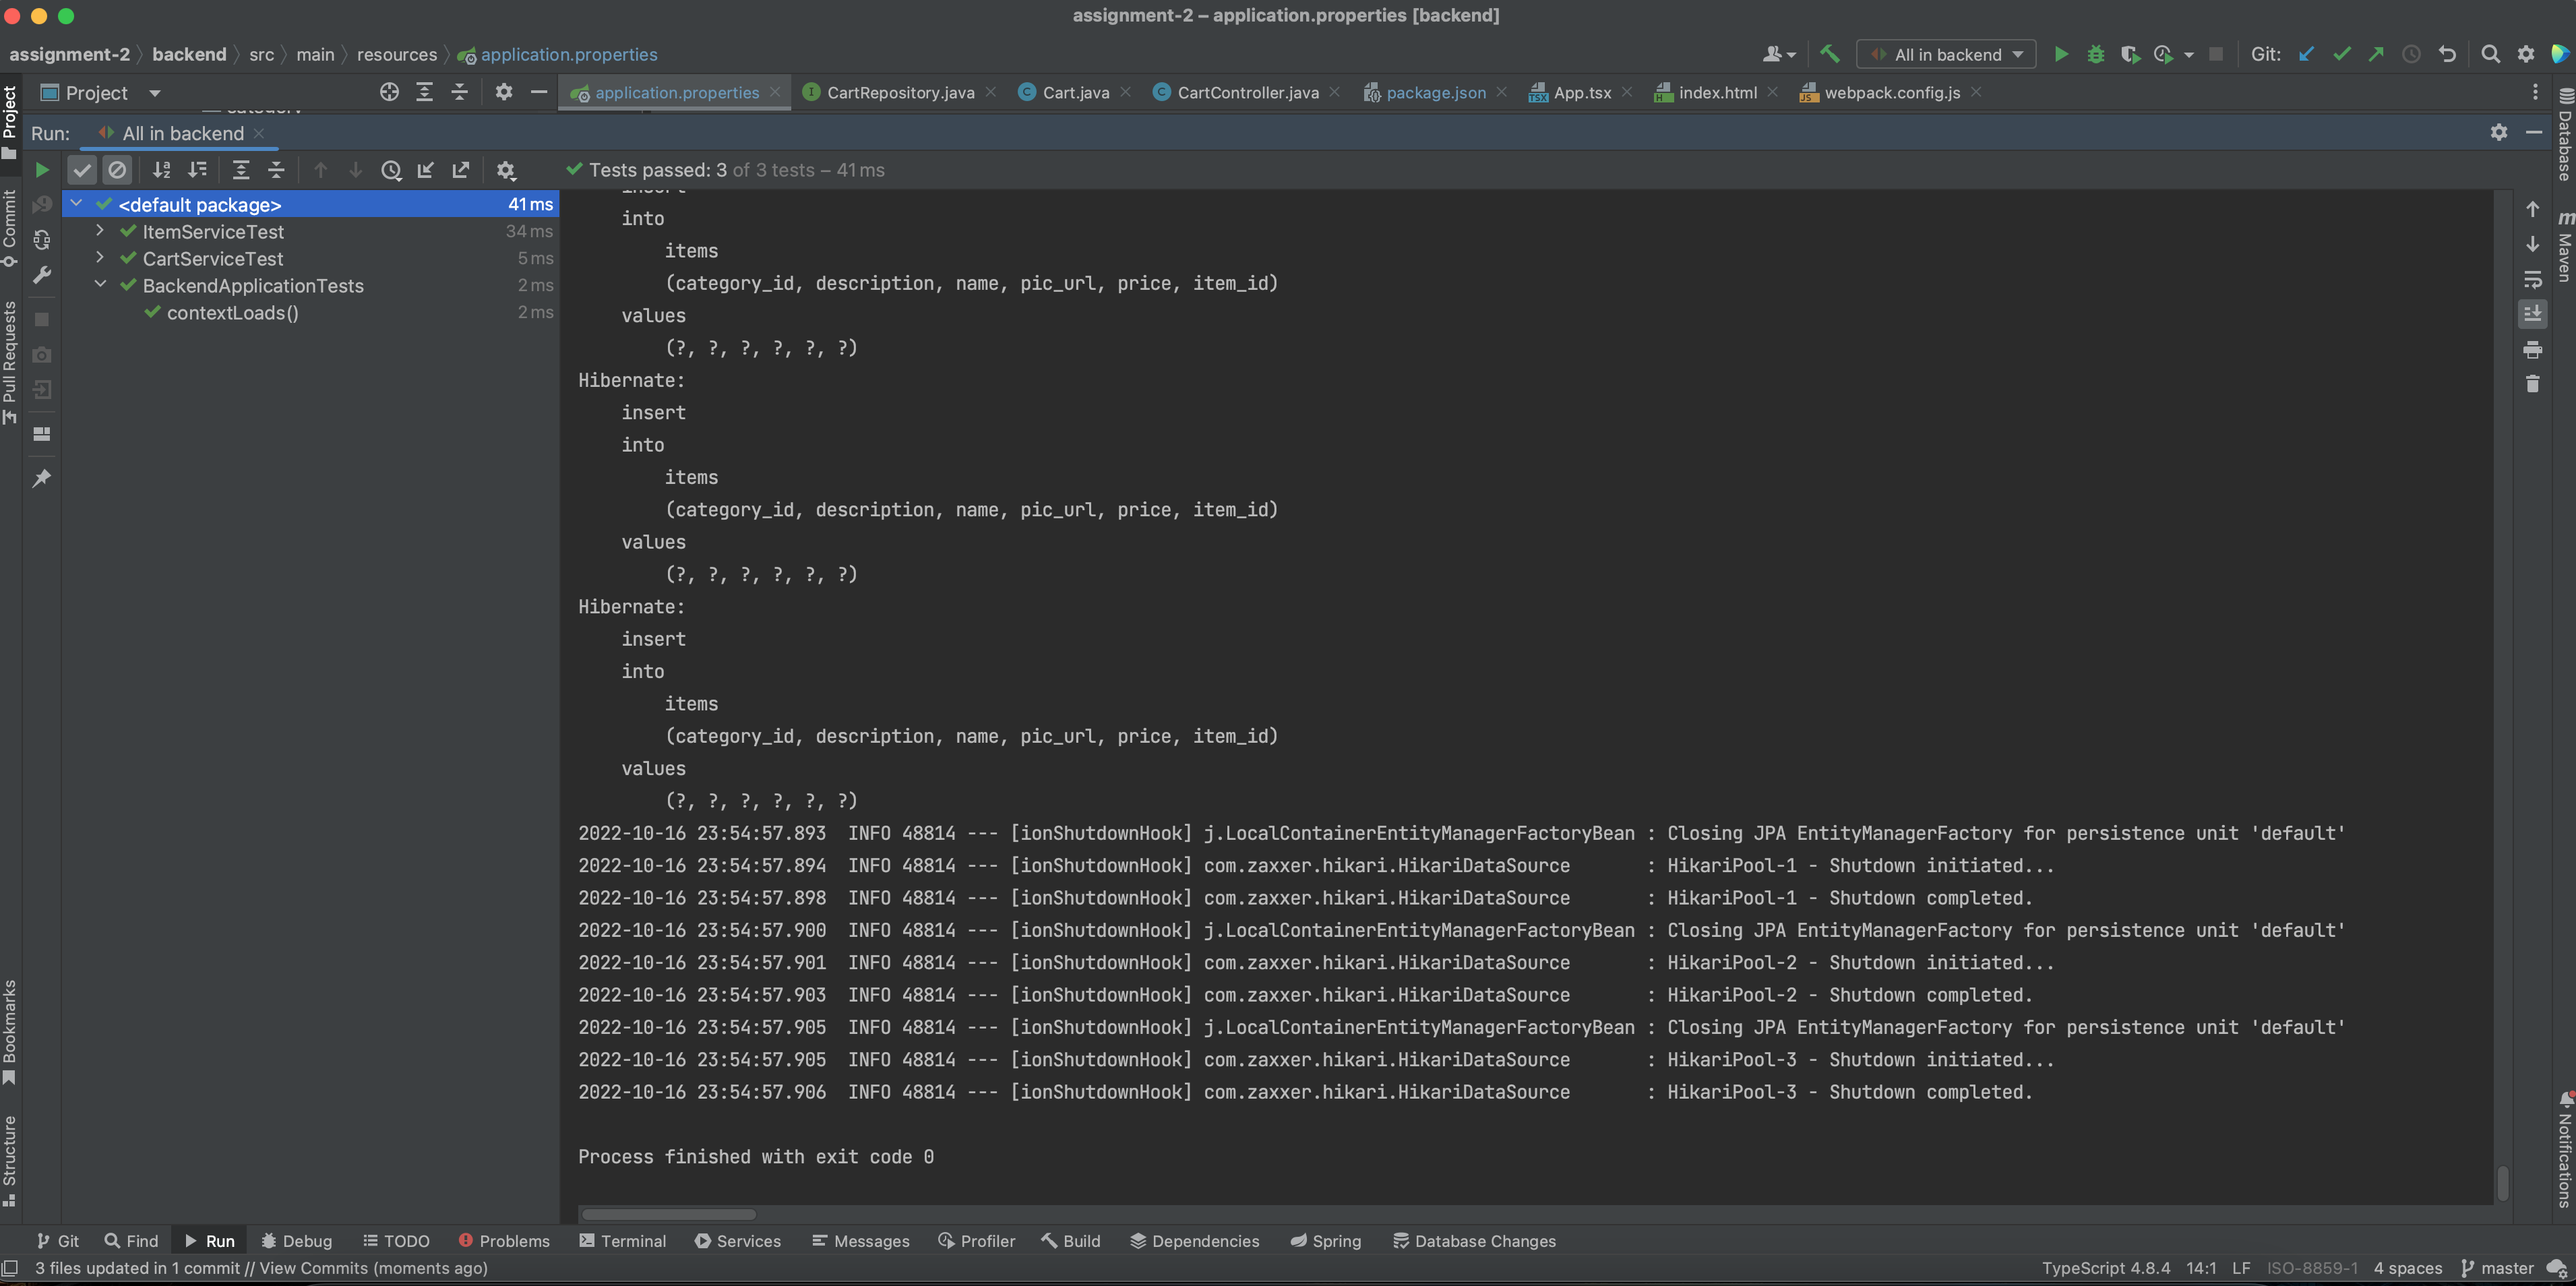 assignment-2 – application.properties [backend]
assignment-2 backend src main resources application.properties
All in backend
Git:
Project
application.properties CartRepository.java Cart.java CartController.java package.json App.tsx index.html webpack.config.js
Run: All in backend
Tests passed: 3 of 3 tests – 41 ms
<default package> 41 ms
ItemServiceTest 34 ms
CartServiceTest 5 ms
BackendApplicationTests 2 ms
contextLoads() 2 ms
into
items
(category_id, description, name, pic_url, price, item_id)
values
(?, ?, ?, ?, ?, ?)
Hibernate:
insert
into
items
(category_id, description, name, pic_url, price, item_id)
values
(?, ?, ?, ?, ?, ?)
Hibernate:
insert
into
items
(category_id, description, name, pic_url, price, item_id)
values
(?, ?, ?, ?, ?, ?)
2022-10-16 23:54:57.893  INFO 48814 --- [ionShutdownHook] j.LocalContainerEntityManagerFactoryBean : Closing JPA EntityManagerFactory for persistence unit 'default'
2022-10-16 23:54:57.894  INFO 48814 --- [ionShutdownHook] com.zaxxer.hikari.HikariDataSource       : HikariPool-1 - Shutdown initiated...
2022-10-16 23:54:57.898  INFO 48814 --- [ionShutdownHook] com.zaxxer.hikari.HikariDataSource       : HikariPool-1 - Shutdown completed.
2022-10-16 23:54:57.900  INFO 48814 --- [ionShutdownHook] j.LocalContainerEntityManagerFactoryBean : Closing JPA EntityManagerFactory for persistence unit 'default'
2022-10-16 23:54:57.901  INFO 48814 --- [ionShutdownHook] com.zaxxer.hikari.HikariDataSource       : HikariPool-2 - Shutdown initiated...
2022-10-16 23:54:57.903  INFO 48814 --- [ionShutdownHook] com.zaxxer.hikari.HikariDataSource       : HikariPool-2 - Shutdown completed.
2022-10-16 23:54:57.905  INFO 48814 --- [ionShutdownHook] j.LocalContainerEntityManagerFactoryBean : Closing JPA EntityManagerFactory for persistence unit 'default'
2022-10-16 23:54:57.905  INFO 48814 --- [ionShutdownHook] com.zaxxer.hikari.HikariDataSource       : HikariPool-3 - Shutdown initiated...
2022-10-16 23:54:57.906  INFO 48814 --- [ionShutdownHook] com.zaxxer.hikari.HikariDataSource       : HikariPool-3 - Shutdown completed.
Process finished with exit code 0
Project
Commit
Pull Requests
Bookmarks
Structure
Database
Maven
Notifications
Git Find Run Debug TODO Problems Terminal Services Messages Profiler Build Dependencies Spring Database Changes
3 files updated in 1 commit // View Commits (moments ago)
TypeScript 4.8.4 14:1 LF ISO-8859-1 4 spaces master